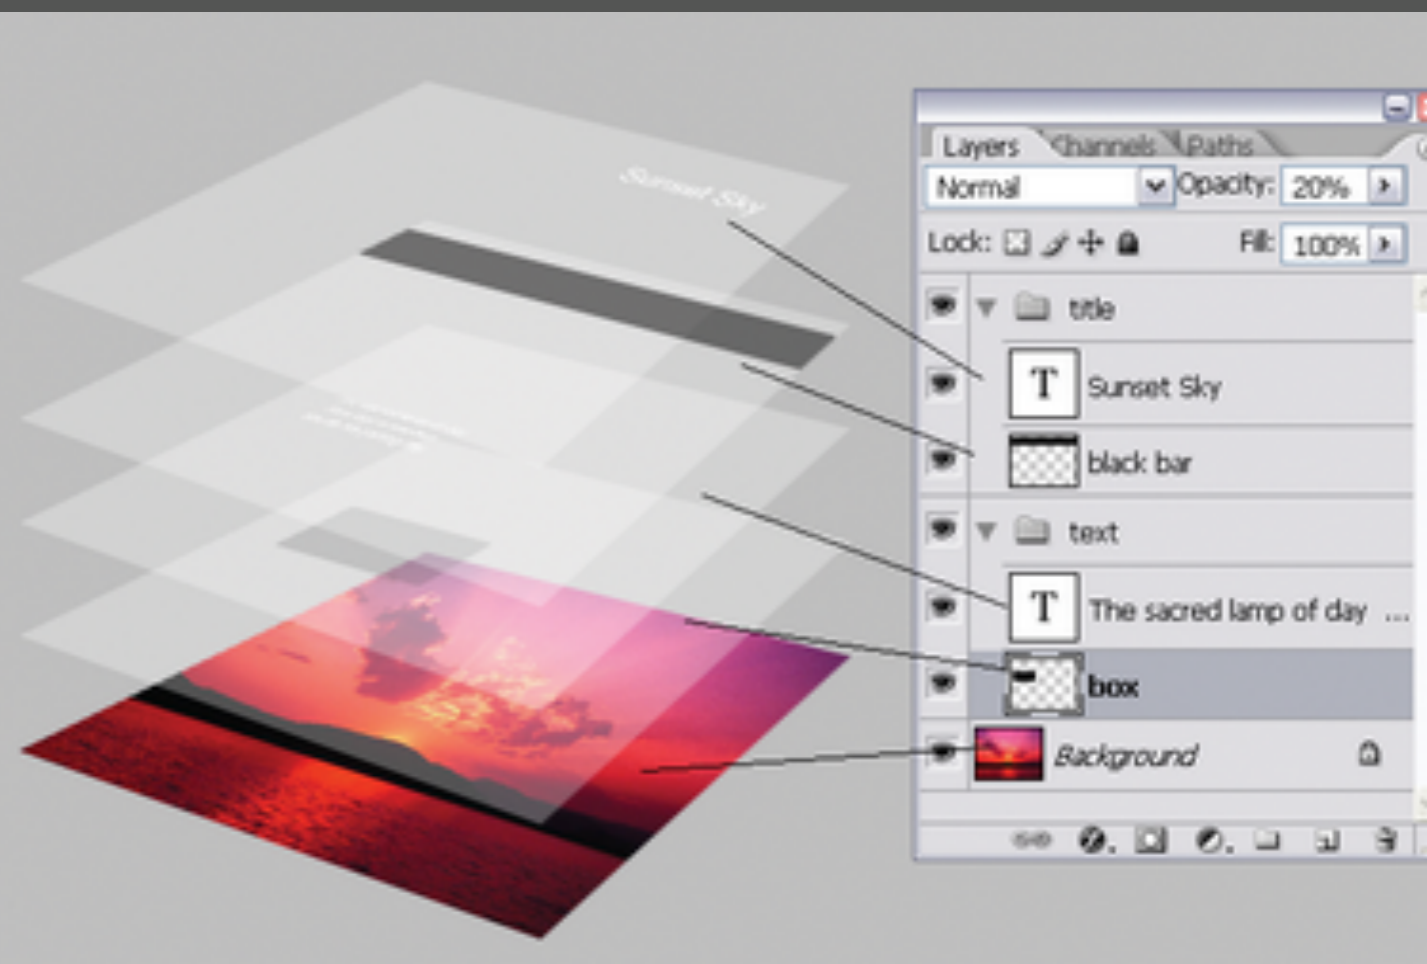 Sunset Sky
Layers Channels Paths
Normal Opacity: 20%
Lock: Fill: 100%
title
T Sunset Sky
black bar
text
T The sacred lamp of day ...
box
Background